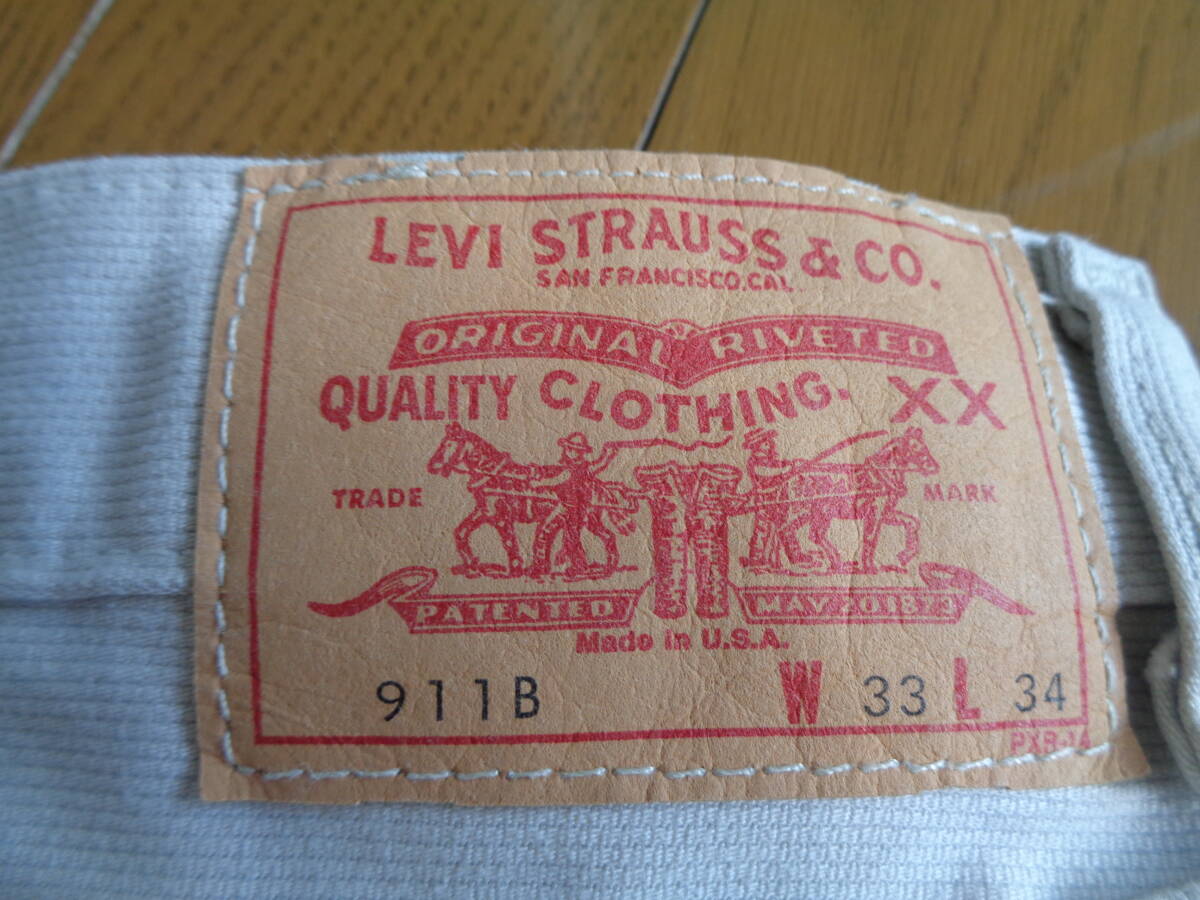 LEVI STRAUSS & CO.
SAN FRANCISCO, CAL
ORIGINAL RIVETED
QUALITY CLOTHING. XX
TRADE MARK
PATENTED MAY 20 1873
Made in U.S.A.
911B W 33 L 34
PXR-14